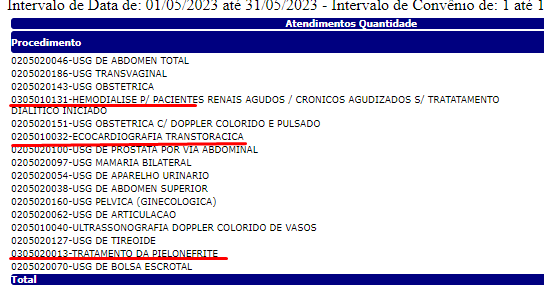 Intervalo de Data de: 01/05/2023 até 31/05/2023 - Intervalo de Convênio de: 1 até 1
Atendimentos Quantidade
Procedimento
0205020046-USG DE ABDOMEN TOTAL
0205020186-USG TRANSVAGINAL
0205020143-USG OBSTETRICA
0305010131-HEMODIALISE P/ PACIENTES RENAIS AGUDOS / CRONICOS AGUDIZADOS S/ TRATATAMENTO
DIALITICO INICIADO
0205020151-USG OBSTETRICA C/ DOPPLER COLORIDO E PULSADO
0205010032-ECOCARDIOGRAFIA TRANSTORACICA
0205020100-USG DE PROSTATA POR VIA ABDOMINAL
0205020097-USG MAMARIA BILATERAL
0205020054-USG DE APARELHO URINARIO
0205020038-USG DE ABDOMEN SUPERIOR
0205020160-USG PELVICA (GINECOLOGICA)
0205020062-USG DE ARTICULACAO
0205010040-ULTRASSONOGRAFIA DOPPLER COLORIDO DE VASOS
0205020127-USG DE TIREOIDE
0305020013-TRATAMENTO DA PIELONEFRITE
0205020070-USG DE BOLSA ESCROTAL
Total